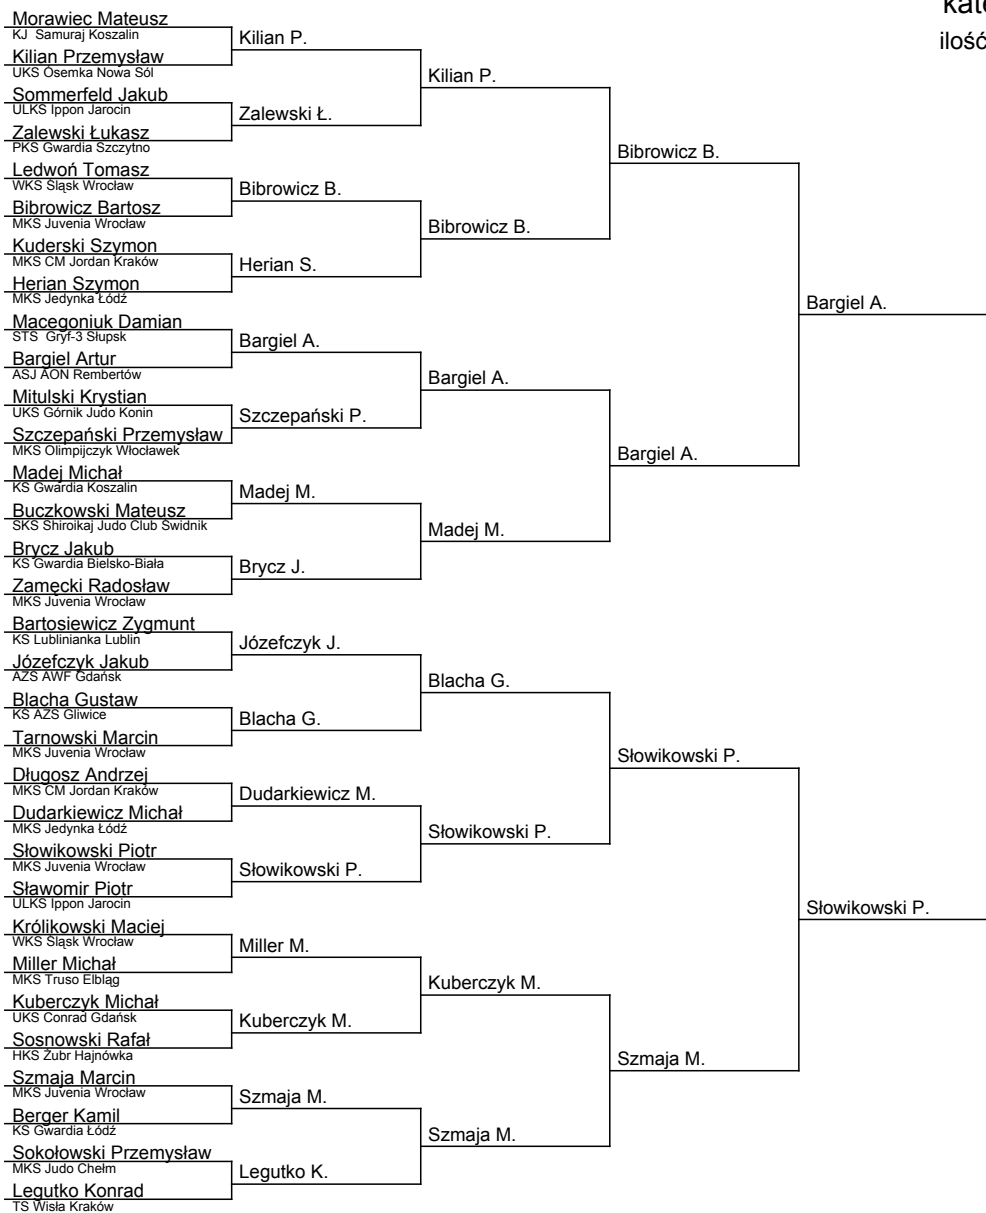 kate
ilość
Morawiec Mateusz
KJ Samuraj Koszalin
Kilian Przemysław
UKS Ósemka Nowa Sól
Sommerfeld Jakub
ULKS Ippon Jarocin
Zalewski Łukasz
PKS Gwardia Szczytno
Ledwoń Tomasz
WKS Śląsk Wrocław
Bibrowicz Bartosz
MKS Juvenia Wrocław
Kuderski Szymon
MKS CM Jordan Kraków
Herian Szymon
MKS Jedynka Łódź
Macegoniuk Damian
STS Gryf-3 Słupsk
Bargiel Artur
ASJ AON Rembertów
Mitulski Krystian
UKS Górnik Judo Konin
Szczepański Przemysław
MKS Olimpijczyk Włocławek
Madej Michał
KS Gwardia Koszalin
Buczkowski Mateusz
SKS Shiroikaj Judo Club Świdnik
Brycz Jakub
KS Gwardia Bielsko-Biała
Zamęcki Radosław
MKS Juvenia Wrocław
Bartosiewicz Zygmunt
KS Lublinianka Lublin
Józefczyk Jakub
AZS AWF Gdańsk
Blacha Gustaw
KS AZS Gliwice
Tarnowski Marcin
MKS Juvenia Wrocław
Długosz Andrzej
MKS CM Jordan Kraków
Dudarkiewicz Michał
MKS Jedynka Łódź
Słowikowski Piotr
MKS Juvenia Wrocław
Sławomir Piotr
ULKS Ippon Jarocin
Królikowski Maciej
WKS Śląsk Wrocław
Miller Michał
MKS Truso Elbląg
Kuberczyk Michał
UKS Conrad Gdańsk
Sosnowski Rafał
HKS Żubr Hajnówka
Szmaja Marcin
MKS Juvenia Wrocław
Berger Kamil
KS Gwardia Łódź
Sokołowski Przemysław
MKS Judo Chełm
Legutko Konrad
TS Wisła Kraków
Kilian P.
Zalewski Ł.
Bibrowicz B.
Herian S.
Bargiel A.
Szczepański P.
Madej M.
Brycz J.
Józefczyk J.
Blacha G.
Dudarkiewicz M.
Słowikowski P.
Miller M.
Kuberczyk M.
Szmaja M.
Legutko K.
Kilian P.
Bibrowicz B.
Bargiel A.
Madej M.
Blacha G.
Słowikowski P.
Kuberczyk M.
Szmaja M.
Bibrowicz B.
Bargiel A.
Słowikowski P.
Szmaja M.
Bargiel A.
Słowikowski P.